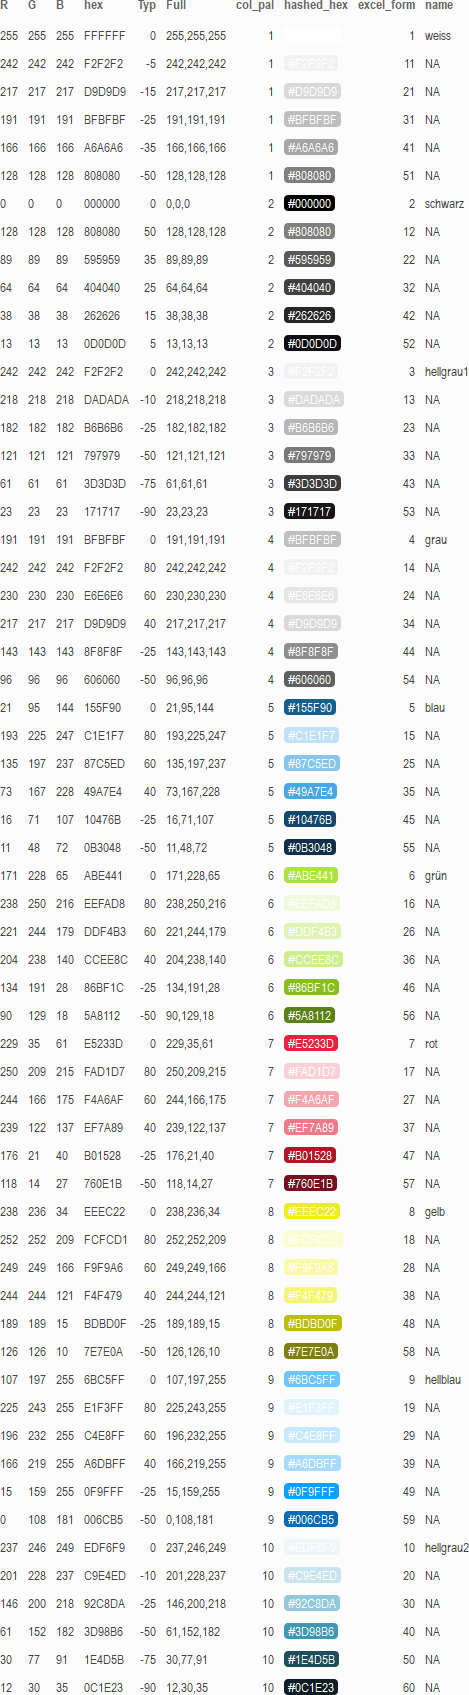 R G B hex Typ Full col_pal hashed_hex excel_form name
255 255 255 FFFFFF 0 255,255,255 1 1 weiss
242 242 242 F2F2F2 -5 242,242,242 1 #F2F2F2 11 NA
217 217 217 D9D9D9 -15 217,217,217 1 #D9D9D9 21 NA
191 191 191 BFBFBF -25 191,191,191 1 #BFBFBF 31 NA
166 166 166 A6A6A6 -35 166,166,166 1 #A6A6A6 41 NA
128 128 128 808080 -50 128,128,128 1 #808080 51 NA
0 0 0 000000 0 0,0,0 2 #000000 2 schwarz
128 128 128 808080 50 128,128,128 2 #808080 12 NA
89 89 89 595959 35 89,89,89 2 #595959 22 NA
64 64 64 404040 25 64,64,64 2 #404040 32 NA
38 38 38 262626 15 38,38,38 2 #262626 42 NA
13 13 13 0D0D0D 5 13,13,13 2 #0D0D0D 52 NA
242 242 242 F2F2F2 0 242,242,242 3 #F2F2F2 3 hellgrau1
218 218 218 DADADA -10 218,218,218 3 #DADADA 13 NA
182 182 182 B6B6B6 -25 182,182,182 3 #B6B6B6 23 NA
121 121 121 797979 -50 121,121,121 3 #797979 33 NA
61 61 61 3D3D3D -75 61,61,61 3 #3D3D3D 43 NA
23 23 23 171717 -90 23,23,23 3 #171717 53 NA
191 191 191 BFBFBF 0 191,191,191 4 #BFBFBF 4 grau
242 242 242 F2F2F2 80 242,242,242 4 #F2F2F2 14 NA
230 230 230 E6E6E6 60 230,230,230 4 #E6E6E6 24 NA
217 217 217 D9D9D9 40 217,217,217 4 #D9D9D9 34 NA
143 143 143 8F8F8F -25 143,143,143 4 #8F8F8F 44 NA
96 96 96 606060 -50 96,96,96 4 #606060 54 NA
21 95 144 155F90 0 21,95,144 5 #155F90 5 blau
193 225 247 C1E1F7 80 193,225,247 5 #C1E1F7 15 NA
135 197 237 87C5ED 60 135,197,237 5 #87C5ED 25 NA
73 167 228 49A7E4 40 73,167,228 5 #49A7E4 35 NA
16 71 107 10476B -25 16,71,107 5 #10476B 45 NA
11 48 72 0B3048 -50 11,48,72 5 #0B3048 55 NA
171 228 65 ABE441 0 171,228,65 6 #ABE441 6 grün
238 250 216 EEFAD8 80 238,250,216 6 #EEFAD8 16 NA
221 244 179 DDF4B3 60 221,244,179 6 #DDF4B3 26 NA
204 238 140 CCEE8C 40 204,238,140 6 #CCEE8C 36 NA
134 191 28 86BF1C -25 134,191,28 6 #86BF1C 46 NA
90 129 18 5A8112 -50 90,129,18 6 #5A8112 56 NA
229 35 61 E5233D 0 229,35,61 7 #E5233D 7 rot
250 209 215 FAD1D7 80 250,209,215 7 #FAD1D7 17 NA
244 166 175 F4A6AF 60 244,166,175 7 #F4A6AF 27 NA
239 122 137 EF7A89 40 239,122,137 7 #EF7A89 37 NA
176 21 40 B01528 -25 176,21,40 7 #B01528 47 NA
118 14 27 760E1B -50 118,14,27 7 #760E1B 57 NA
238 236 34 EEEC22 0 238,236,34 8 #EEEC22 8 gelb
252 252 209 FCFCD1 80 252,252,209 8 #FCFCD1 18 NA
249 249 166 F9F9A6 60 249,249,166 8 #F9F9A6 28 NA
244 244 121 F4F479 40 244,244,121 8 #F4F479 38 NA
189 189 15 BDBD0F -25 189,189,15 8 #BDBD0F 48 NA
126 126 10 7E7E0A -50 126,126,10 8 #7E7E0A 58 NA
107 197 255 6BC5FF 0 107,197,255 9 #6BC5FF 9 hellblau
225 243 255 E1F3FF 80 225,243,255 9 #E1F3FF 19 NA
196 232 255 C4E8FF 60 196,232,255 9 #C4E8FF 29 NA
166 219 255 A6DBFF 40 166,219,255 9 #A6DBFF 39 NA
15 159 255 0F9FFF -25 15,159,255 9 #0F9FFF 49 NA
0 108 181 006CB5 -50 0,108,181 9 #006CB5 59 NA
237 246 249 EDF6F9 0 237,246,249 10 #EDF6F9 10 hellgrau2
201 228 237 C9E4ED -10 201,228,237 10 #C9E4ED 20 NA
146 200 218 92C8DA -25 146,200,218 10 #92C8DA 30 NA
61 152 182 3D98B6 -50 61,152,182 10 #3D98B6 40 NA
30 77 91 1E4D5B -75 30,77,91 10 #1E4D5B 50 NA
12 30 35 0C1E23 -90 12,30,35 10 #0C1E23 60 NA